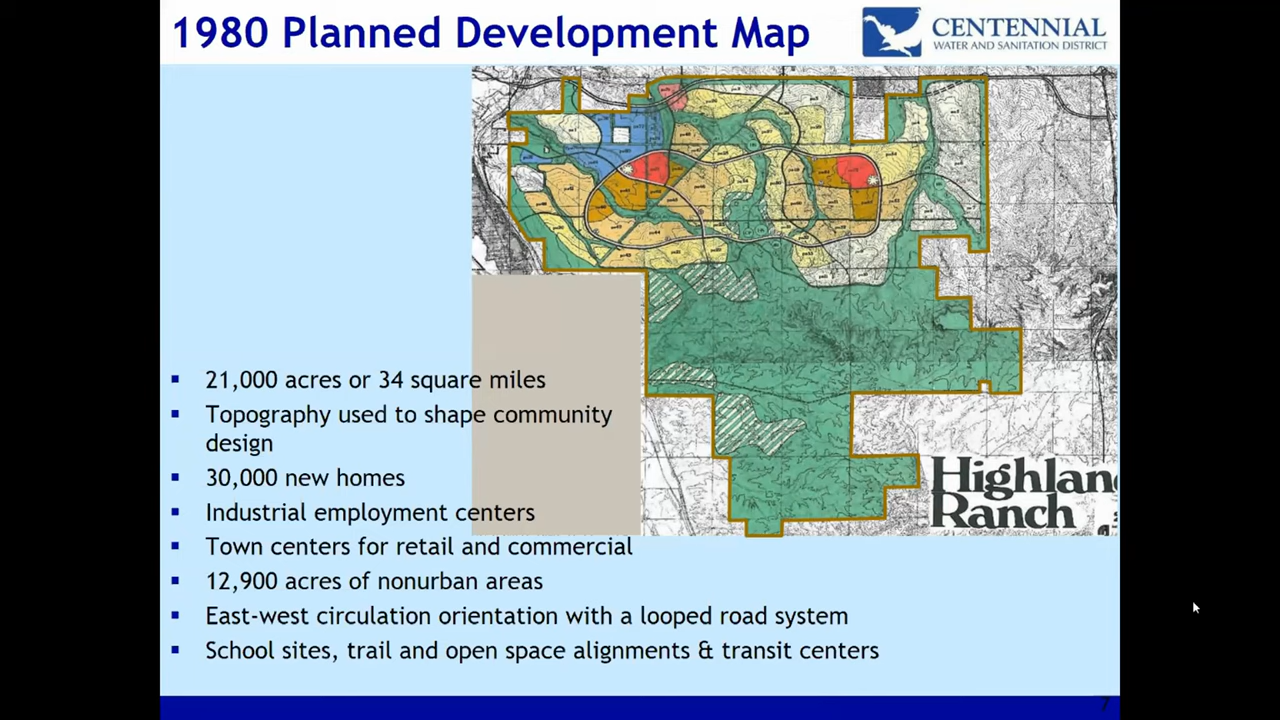 1980 Planned Development Map
CENTENNIAL
WATER AND SANITATION DISTRICT
Highlan
Ranch
▪ 21,000 acres or 34 square miles
▪ Topography used to shape community
design
▪ 30,000 new homes
▪ Industrial employment centers
▪ Town centers for retail and commercial
▪ 12,900 acres of nonurban areas
▪ East-west circulation orientation with a looped road system
▪ School sites, trail and open space alignments & transit centers
7